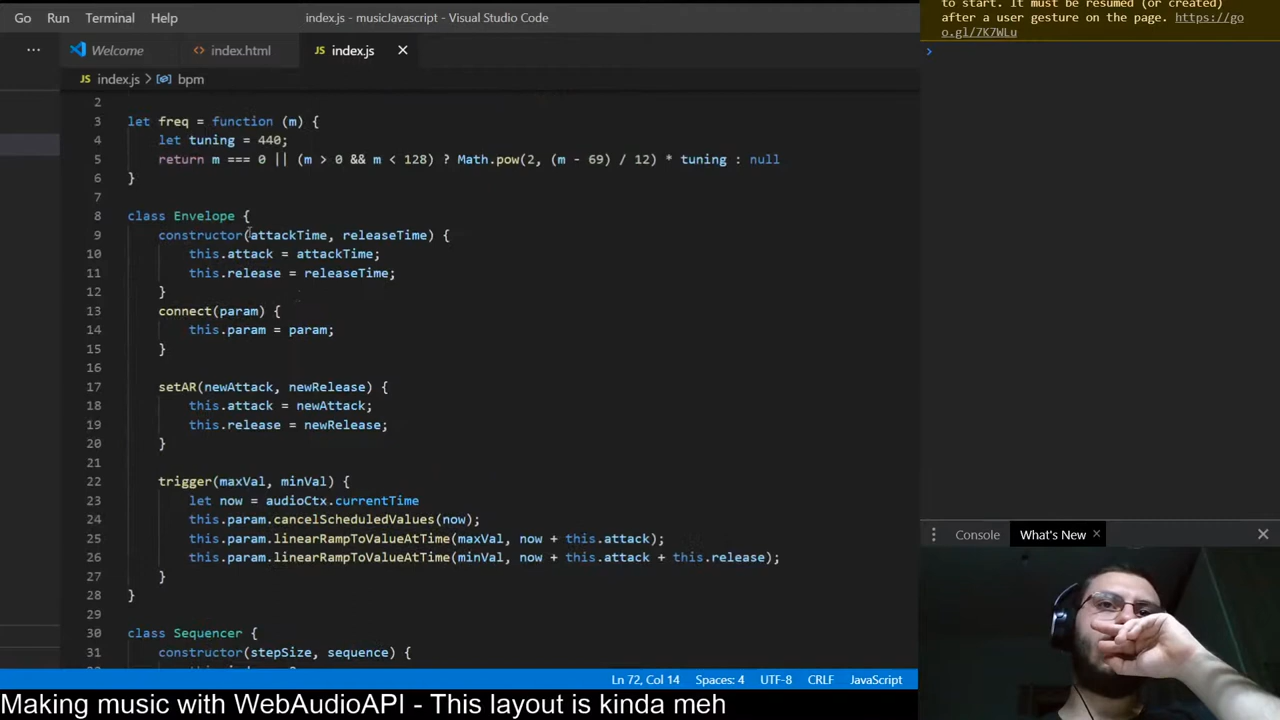 Go Run Terminal Help index.js - musicJavascript - Visual Studio Code
··· Welcome <> index.html JS index.js ×
JS index.js > bpm
2
3 let freq = function (m) {
4 let tuning = 440;
5 return m === 0 || (m > 0 && m < 128) ? Math.pow(2, (m - 69) / 12) * tuning : null
6 }
7
8 class Envelope {
9 constructor(attackTime, releaseTime) {
10 this.attack = attackTime;
11 this.release = releaseTime;
12 }
13 connect(param) {
14 this.param = param;
15 }
16
17 setAR(newAttack, newRelease) {
18 this.attack = newAttack;
19 this.release = newRelease;
20 }
21
22 trigger(maxVal, minVal) {
23 let now = audioCtx.currentTime
24 this.param.cancelScheduledValues(now);
25 this.param.linearRampToValueAtTime(maxVal, now + this.attack);
26 this.param.linearRampToValueAtTime(minVal, now + this.attack + this.release);
27 }
28 }
29
30 class Sequencer {
31 constructor(stepSize, sequence) {
Ln 72, Col 14 Spaces: 4 UTF-8 CRLF JavaScript
to start. It must be resumed (or created)
after a user gesture on the page. https://go
o.gl/7K7WLu
>
Console What's New × ×
Making music with WebAudioAPI - This layout is kinda meh